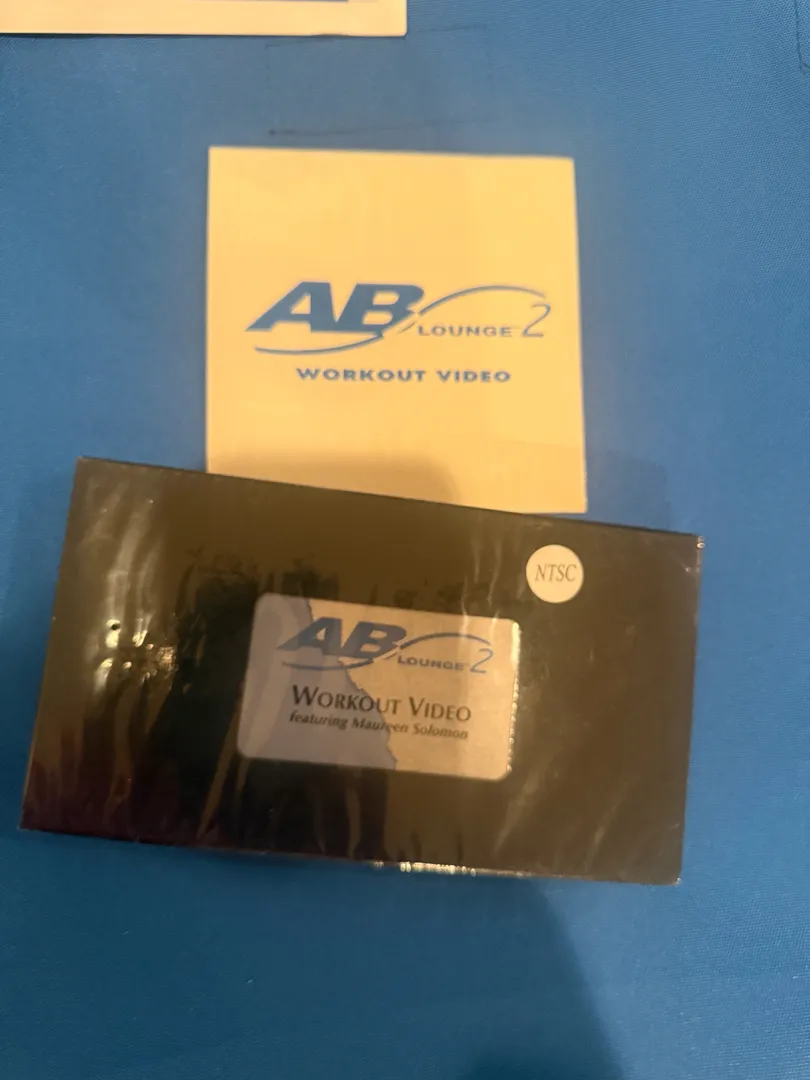 AB
LOUNGE 2
WORKOUT VIDEO
NTSC
AB
LOUNGE 2
WORKOUT VIDEO
featuring Maureen Solomon